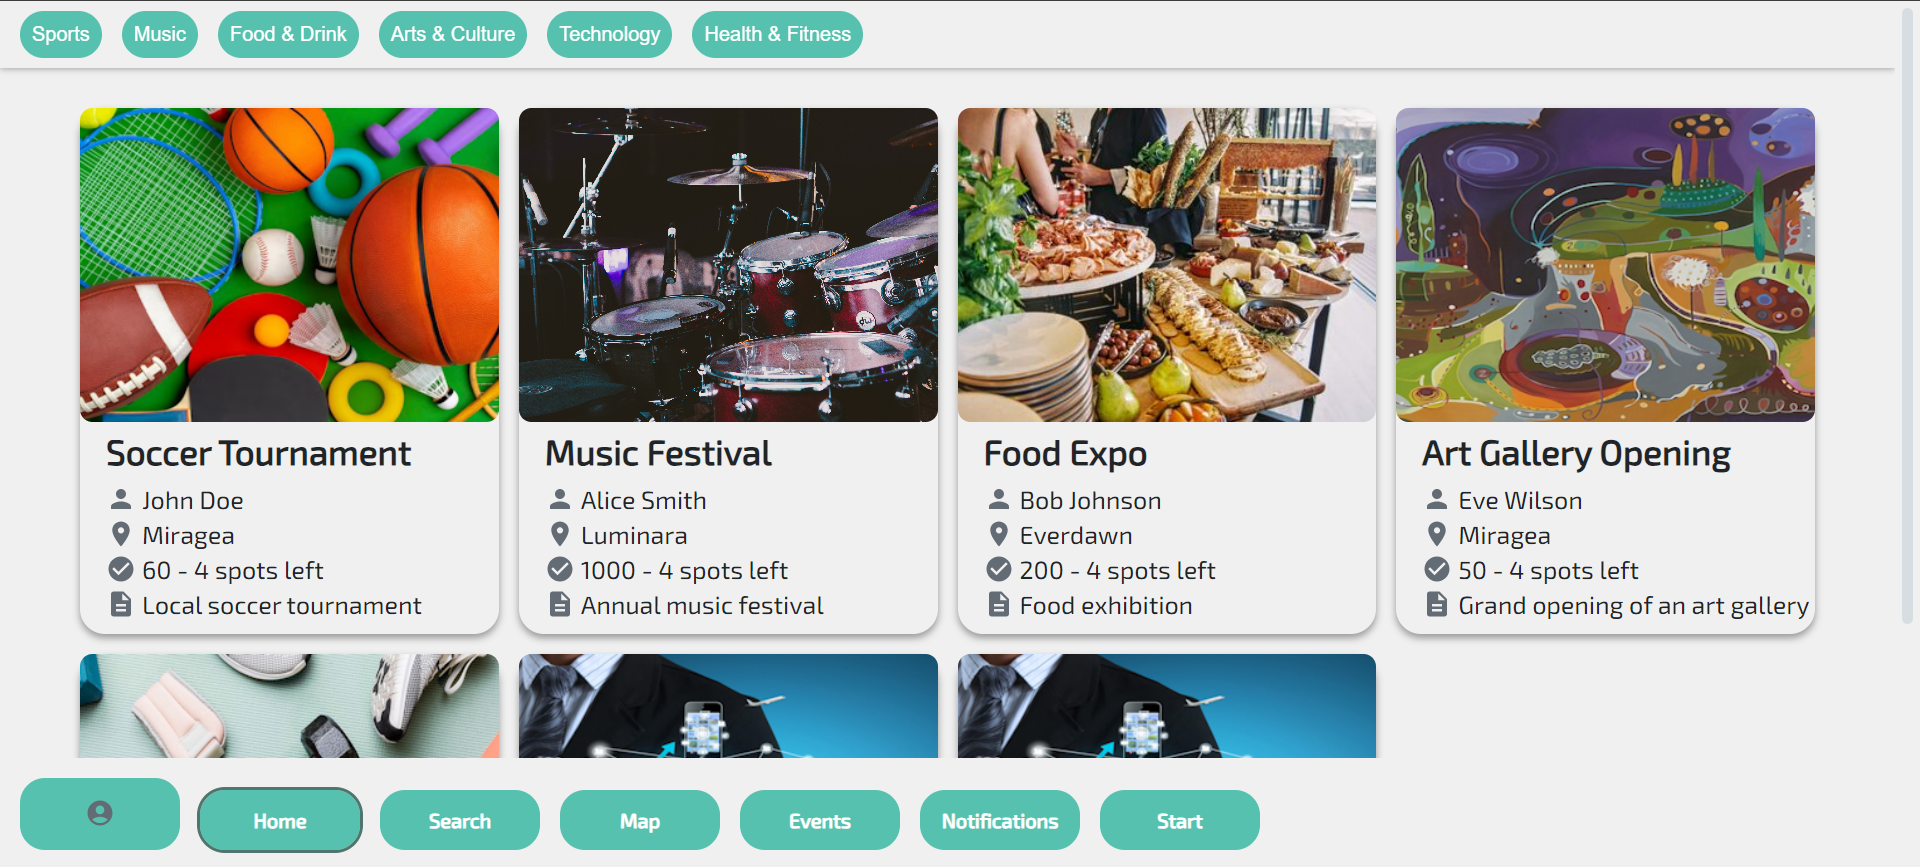 Sports Music Food & Drink Arts & Culture Technology Health & Fitness
Soccer Tournament
John Doe
Miragea
60 - 4 spots left
Local soccer tournament
Music Festival
Alice Smith
Luminara
1000 - 4 spots left
Annual music festival
Food Expo
Bob Johnson
Everdawn
200 - 4 spots left
Food exhibition
Art Gallery Opening
Eve Wilson
Miragea
50 - 4 spots left
Grand opening of an art gallery
Home Search Map Events Notifications Start